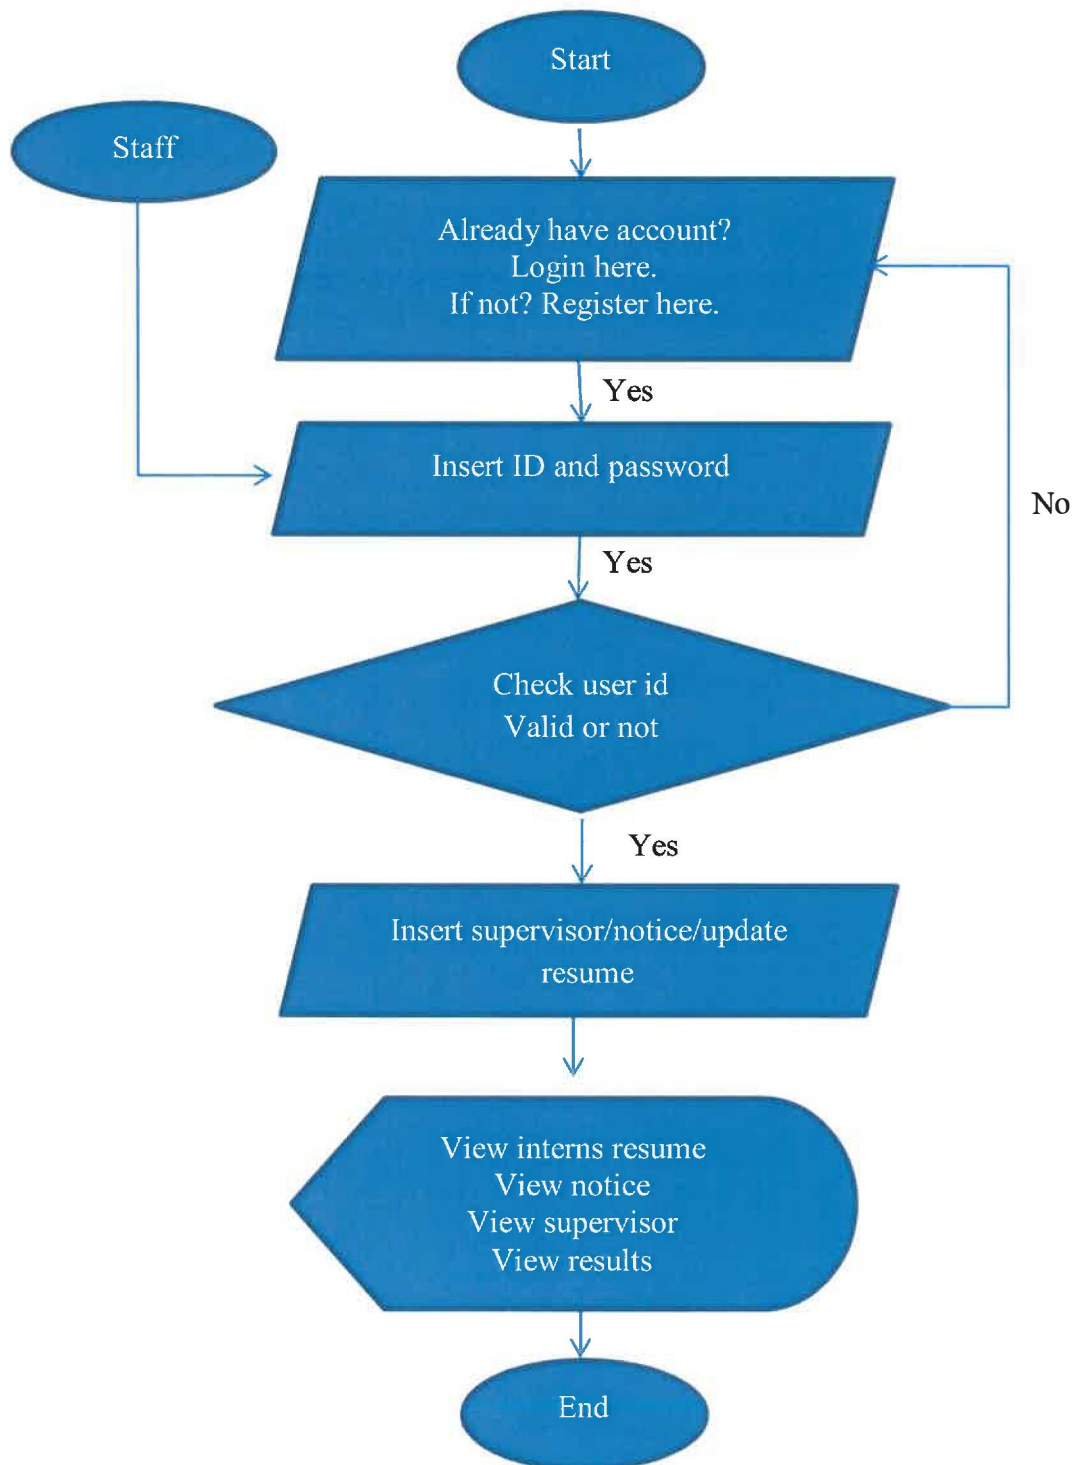 Start
Staff
Already have account?
Login here.
If not? Register here.
Yes
Insert ID and password
No
Yes
Check user id
Valid or not
Yes
Insert supervisor/notice/update
resume
View interns resume
View notice
View supervisor
View results
End